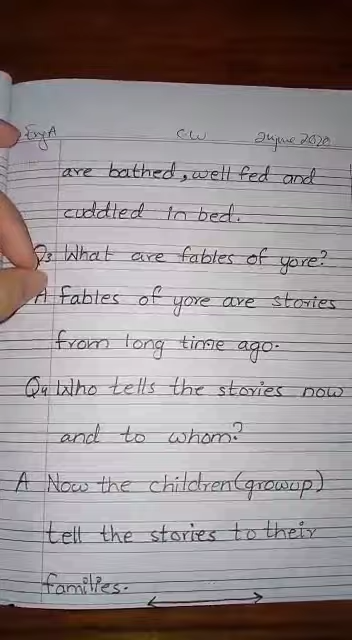 Eng A C.W 2 June 2020
are bathed, well fed and
cuddled in bed.
Q3 What are fables of yore?
A fables of yore are stories
from long time ago.
Q4 Who tells the stories now
and to whom?
A Now the children(growup)
tell the stories to their
families.